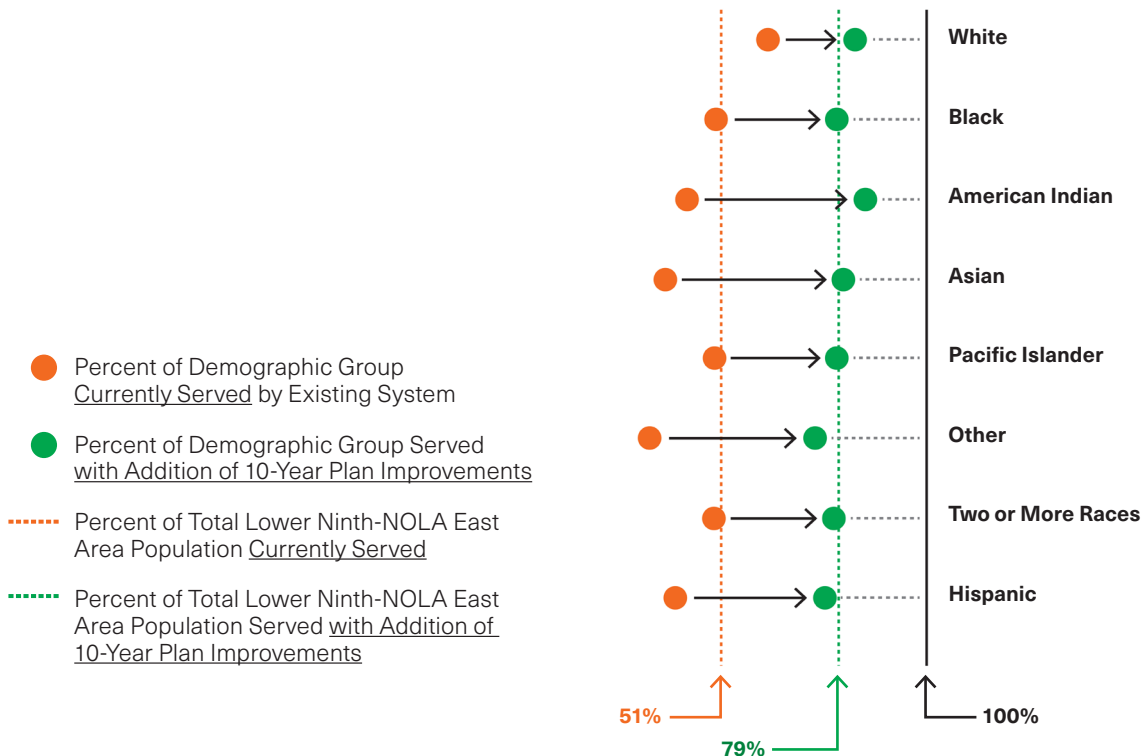 White
Black
American Indian
Asian
Pacific Islander
Other
Two or More Races
Hispanic
Percent of Demographic Group
Currently Served by Existing System
Percent of Demographic Group Served
with Addition of 10-Year Plan Improvements
Percent of Total Lower Ninth-NOLA East
Area Population Currently Served
Percent of Total Lower Ninth-NOLA East
Area Population Served with Addition of
10-Year Plan Improvements
51%
79%
100%